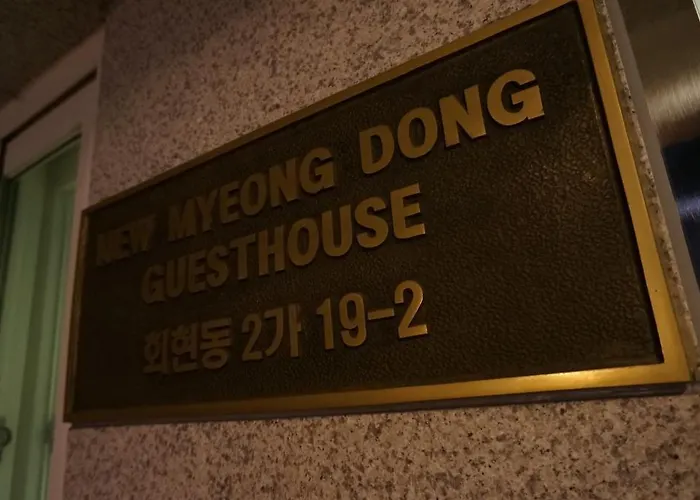 NEW MYEONG DONG
GUESTHOUSE
회현동 2가 19-2